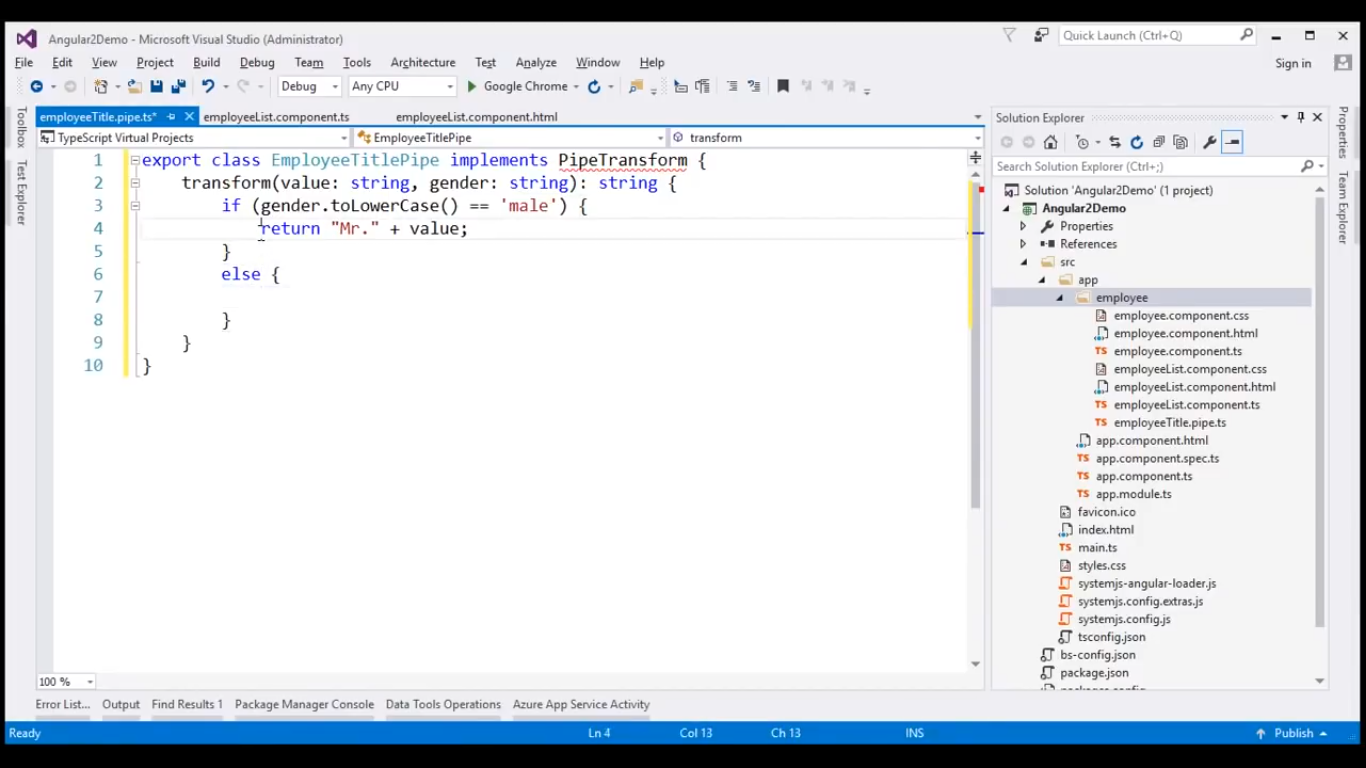 Angular2Demo - Microsoft Visual Studio (Administrator)
Quick Launch (Ctrl+Q)
File Edit View Project Build Debug Team Tools Architecture Test Analyze Window Help
Sign in
Debug Any CPU Google Chrome
Toolbox
Test Explorer
employeeTitle.pipe.ts* employeeList.component.ts employeeList.component.html
TypeScript Virtual Projects EmployeeTitlePipe transform
1 export class EmployeeTitlePipe implements PipeTransform {
2 transform(value: string, gender: string): string {
3 if (gender.toLowerCase() == 'male') {
4 return "Mr." + value;
5 }
6 else {
7
8 }
9 }
10 }
100 %
Solution Explorer
Search Solution Explorer (Ctrl+;)
Solution 'Angular2Demo' (1 project)
Angular2Demo
Properties
References
src
app
employee
employee.component.css
employee.component.html
employee.component.ts
employeeList.component.css
employeeList.component.html
employeeList.component.ts
employeeTitle.pipe.ts
app.component.html
app.component.spec.ts
app.component.ts
app.module.ts
favicon.ico
index.html
main.ts
styles.css
systemjs-angular-loader.js
systemjs.config.extras.js
systemjs.config.js
tsconfig.json
bs-config.json
package.json
Properties
Team Explorer
Error List... Output Find Results 1 Package Manager Console Data Tools Operations Azure App Service Activity
Ready Ln 4 Col 13 Ch 13 INS Publish